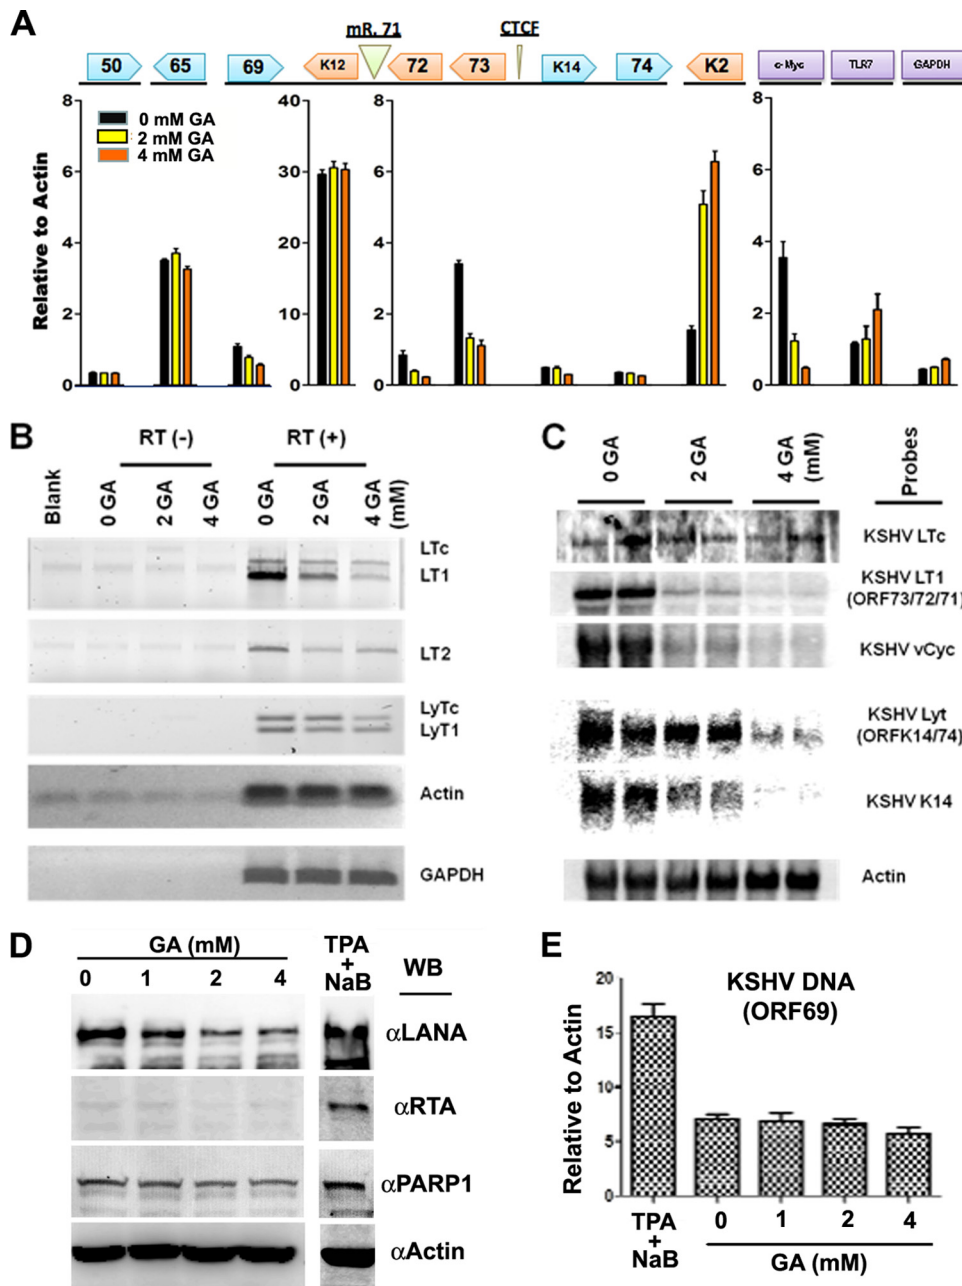 A
mR. 71
CTCF
50
65
69
K12
72
73
K14
74
K2
c-Myc
TLR7
GAPDH
8
6
4
2
0
Relative to Actin
0 mM GA
2 mM GA
4 mM GA
40
30
20
10
0
8
6
4
2
0
8
6
4
2
0
B
RT (-)
RT (+)
Blank
0 GA
2 GA
4 GA
0 GA
2 GA
4 GA
(mM)
LTc
LT1
LT2
LyTc
LyT1
Actin
GAPDH
C
0 GA
2 GA
4 GA
(mM)
Probes
KSHV LTc
KSHV LT1
(ORF73/72/71)
KSHV vCyc
KSHV Lyt
(ORFK14/74)
KSHV K14
Actin
D
GA (mM)
0 1 2 4
TPA
+
NaB
WB
αLANA
αRTA
αPARP1
αActin
E
KSHV DNA
(ORF69)
Relative to Actin
20
15
10
5
0
TPA
+
NaB
0 1 2 4
GA (mM)